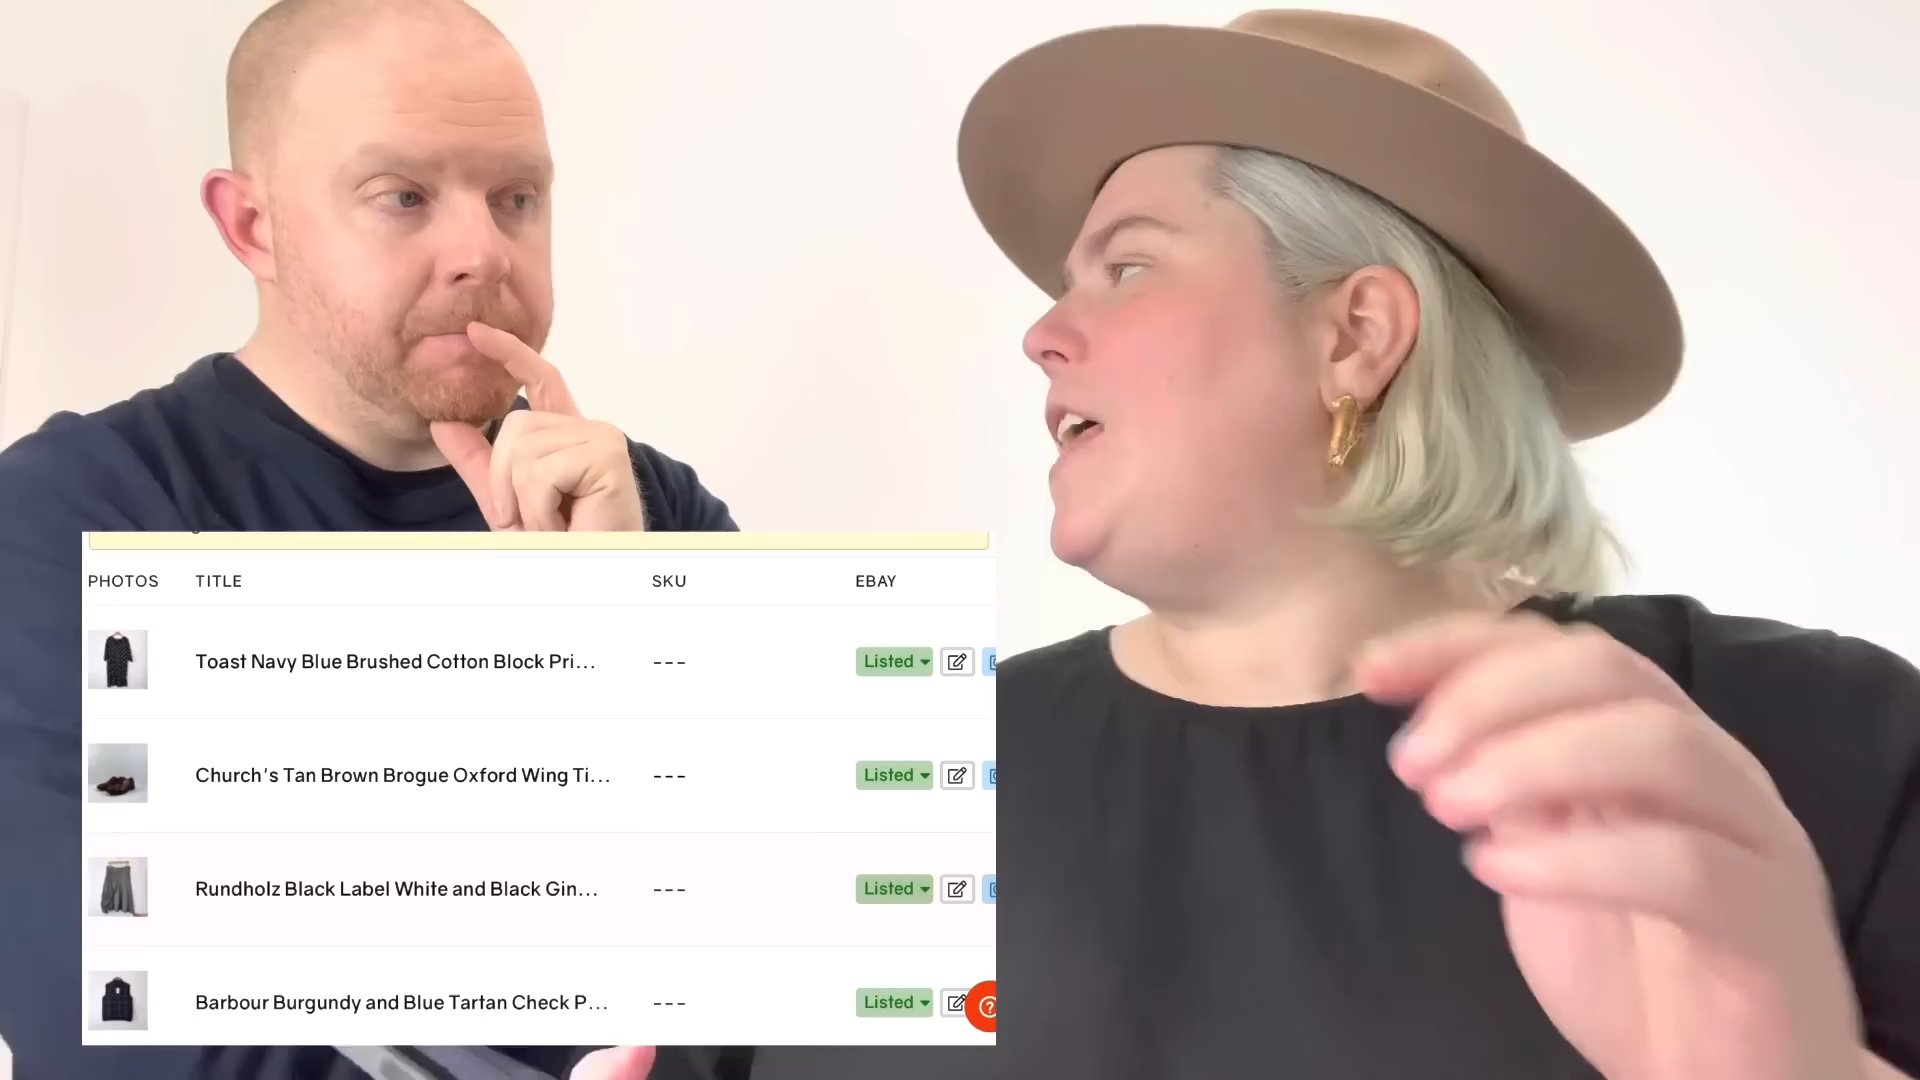 PHOTOS TITLE SKU EBAY
Toast Navy Blue Brushed Cotton Block Pri... --- Listed
Church's Tan Brown Brogue Oxford Wing Ti... --- Listed
Rundholz Black Label White and Black Gin... --- Listed
Barbour Burgundy and Blue Tartan Check P... --- Listed
?